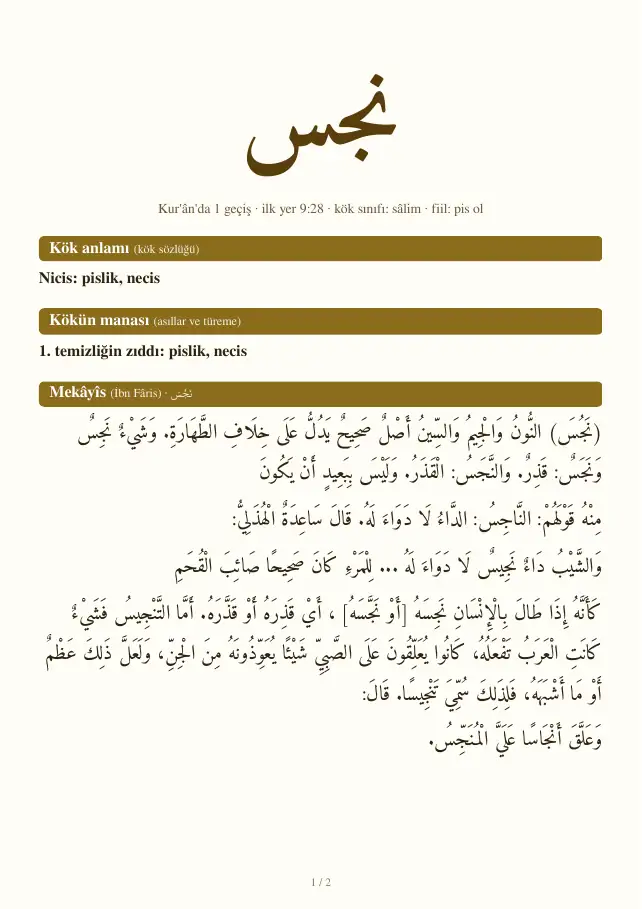 نجس
Kur'ân'da 1 geçiş · ilk yer 9:28 · kök sınıfı: sâlim · fiil: pis ol
Kök anlamı (kök sözlüğü)
Nicis: pislik, necis
Kökün manası (asıllar ve türeme)
1. temizliğin zıddı: pislik, necis
Mekâyîs (İbn Fâris) · نَجُسَ
(نَجُسَ) النُّونُ وَالْجِيمُ وَالسِّينُ أَصْلٌ صَحِيحٌ يَدُلُّ عَلَى خِلَافِ الطَّهَارَةِ. وَشَيْءٌ نَجِسٌ
وَنَجَسٌ: قَذِرٌ. وَالنَّجَسُ: الْقَذَرُ. وَلَيْسَ بِبَعِيدٍ أَنْ يَكُونَ
مِنْهُ قَوْلُهُمْ: النَّاجِسُ: الدَّاءُ لَا دَوَاءَ لَهُ. قَالَ سَاعِدَةٌ الْهُذَلِيُّ:
وَالشَّيْبُ دَاءٌ نَجِيسٌ لَا دَوَاءَ لَهُ ... لِلْمَرْءِ كَانَ صَحِيحًا صَائِبَ الْقُحَمِ
كَأَنَّهُ إِذَا طَالَ بِالْإِنْسَانِ نَجِسَهُ [أَوْ نَجَّسَهُ] ، أَيْ قَذِرَهُ أَوْ قَذَّرَهُ. أَمَّا التَّنْجِيسُ فَشَيْءٌ
كَانَتِ الْعَرَبُ تَفْعَلُهُ، كَانُوا يُعَلِّقُونَ عَلَى الصَّبِيِّ شَيْئًا يُعَوِّذُونَهُ مِنَ الْجِنِّ، وَلَعَلَّ ذَلِكَ عَظْمٌ
أَوْ مَا أَشْبَهَهُ، فَلِذَلِكَ سُمِّيَ تَنْجِيسًا. قَالَ:
وَعَلَّقَ أَنْجَاسًا عَلَيَّ الْمُنَجِّسُ.
1 / 2